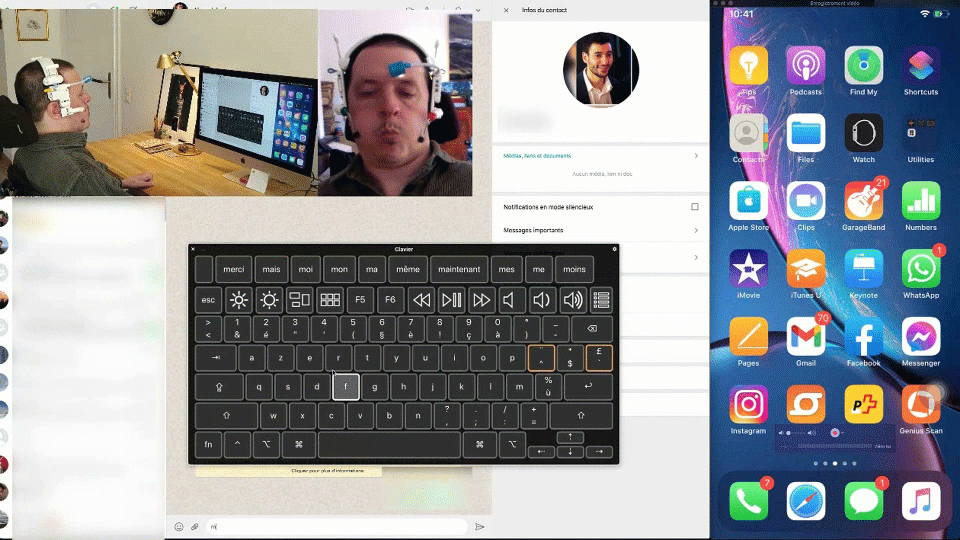 Infos du contact
Médias, liens et documents
Aucun média, lien ni doc
Notifications en mode silencieux
Messages importants
Clavier
merci mais moi mon ma même maintenant mes me moins
esc F5 F6
> 1 2 3 4 5 6 7 8 9 0 ° _
< & é " ' ( § è ! ç à ) -
a z e r t y u i o p ¨ ^ * $ £ `
q s d f g h j k l m % ù
w x c v b n ? , . ; / : + =
fn
Cliquer pour plus d'informations
m
Enregistrement vidéo
10:41
Tips Podcasts Find My Shortcuts
Contacts Files Watch Utilities
21
Apple Store Clips GarageBand Numbers
1
iMovie iTunes U Keynote WhatsApp
70
Pages Gmail Facebook Messenger
Instagram Genius Scan
7 1